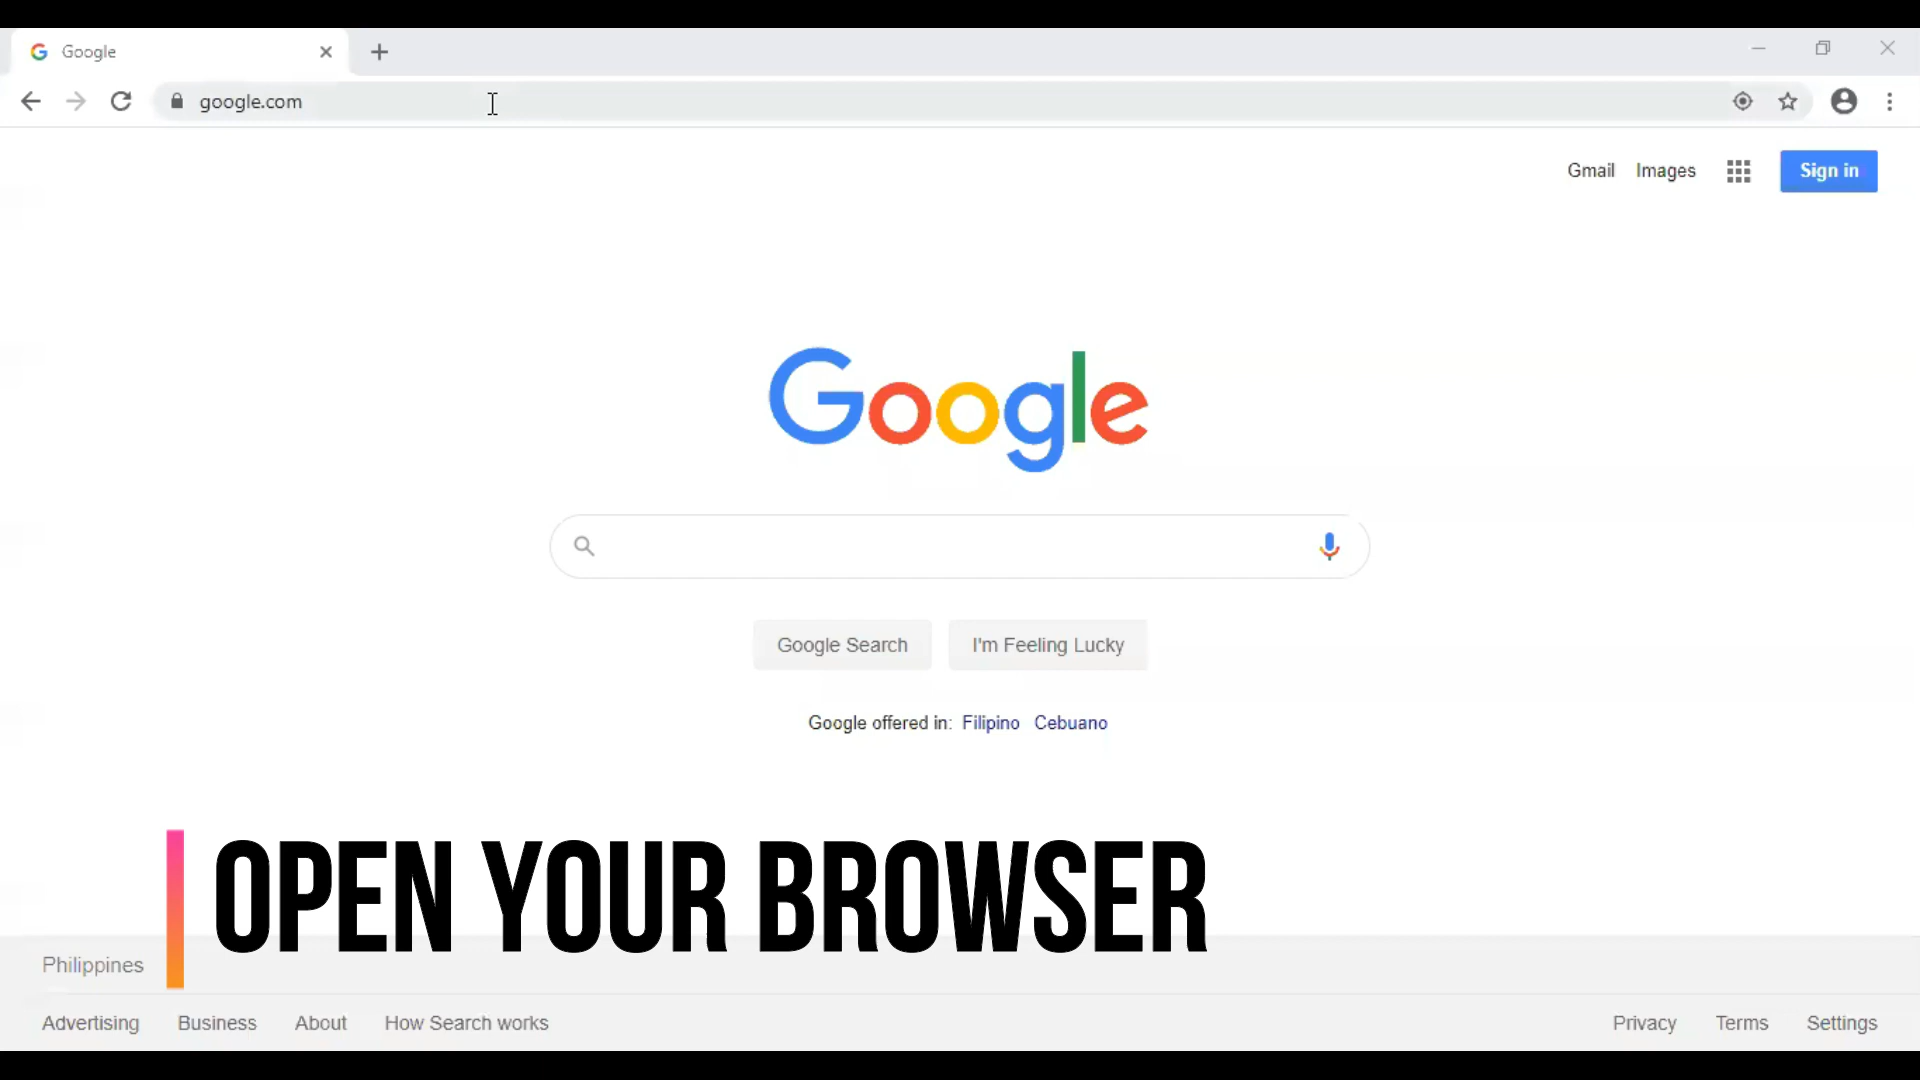 Google
google.com
Gmail Images Sign in
Google
Google Search I'm Feeling Lucky
Google offered in: Filipino Cebuano
OPEN YOUR BROWSER
Philippines
Advertising Business About How Search works Privacy Terms Settings